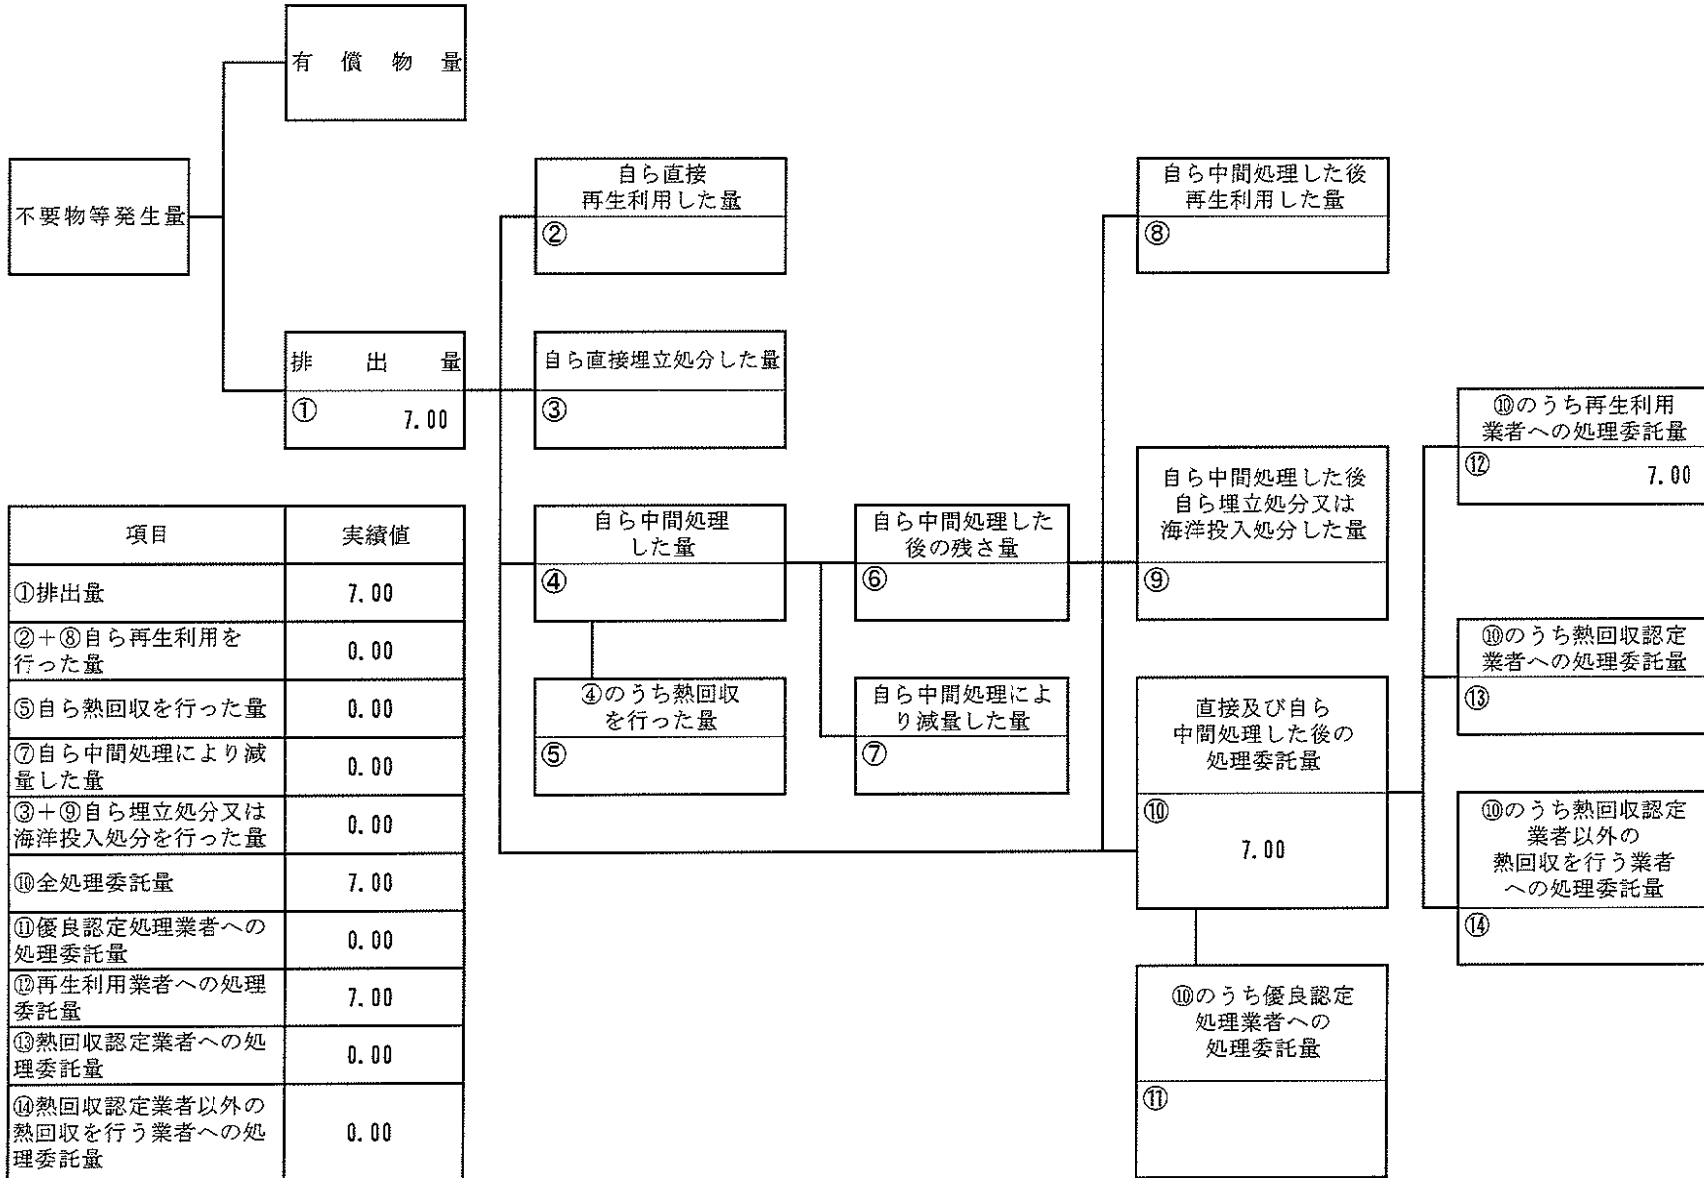 有償物量
不要物等発生量
排出量
① 7.00
自ら直接
再生利用した量
②
自ら直接埋立処分した量
③
自ら中間処理
した量
④
④のうち熱回収
を行った量
⑤
自ら中間処理した
後の残さ量
⑥
自ら中間処理によ
り減量した量
⑦
自ら中間処理した後
再生利用した量
⑧
自ら中間処理した後
自ら埋立処分又は
海洋投入処分した量
⑨
直接及び自ら
中間処理した後の
処理委託量
⑩
7.00
⑩のうち優良認定
処理業者への
処理委託量
⑪
⑩のうち再生利用
業者への処理委託量
⑫ 7.00
⑩のうち熱回収認定
業者への処理委託量
⑬
⑩のうち熱回収認定
業者以外の
熱回収を行う業者
への処理委託量
⑭
項目 実績値
①排出量 7.00
②+⑧自ら再生利用を
行った量 0.00
⑤自ら熱回収を行った量 0.00
⑦自ら中間処理により減
量した量 0.00
③+⑨自ら埋立処分又は
海洋投入処分を行った量 0.00
⑩全処理委託量 7.00
⑪優良認定処理業者への
処理委託量 0.00
⑫再生利用業者への処理
委託量 7.00
⑬熱回収認定業者への処
理委託量 0.00
⑭熱回収認定業者以外の
熱回収を行う業者への処
理委託量 0.00